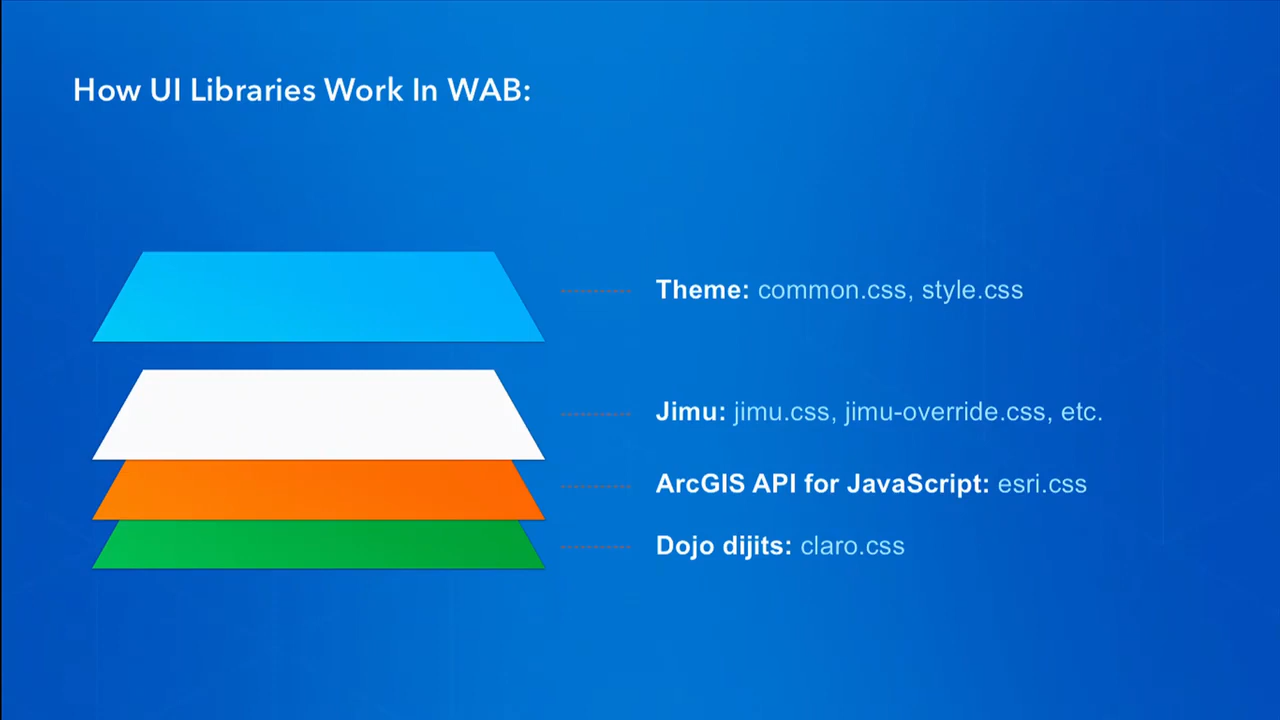 How UI Libraries Work In WAB:
Theme: common.css, style.css
Jimu: jimu.css, jimu-override.css, etc.
ArcGIS API for JavaScript: esri.css
Dojo dijits: claro.css